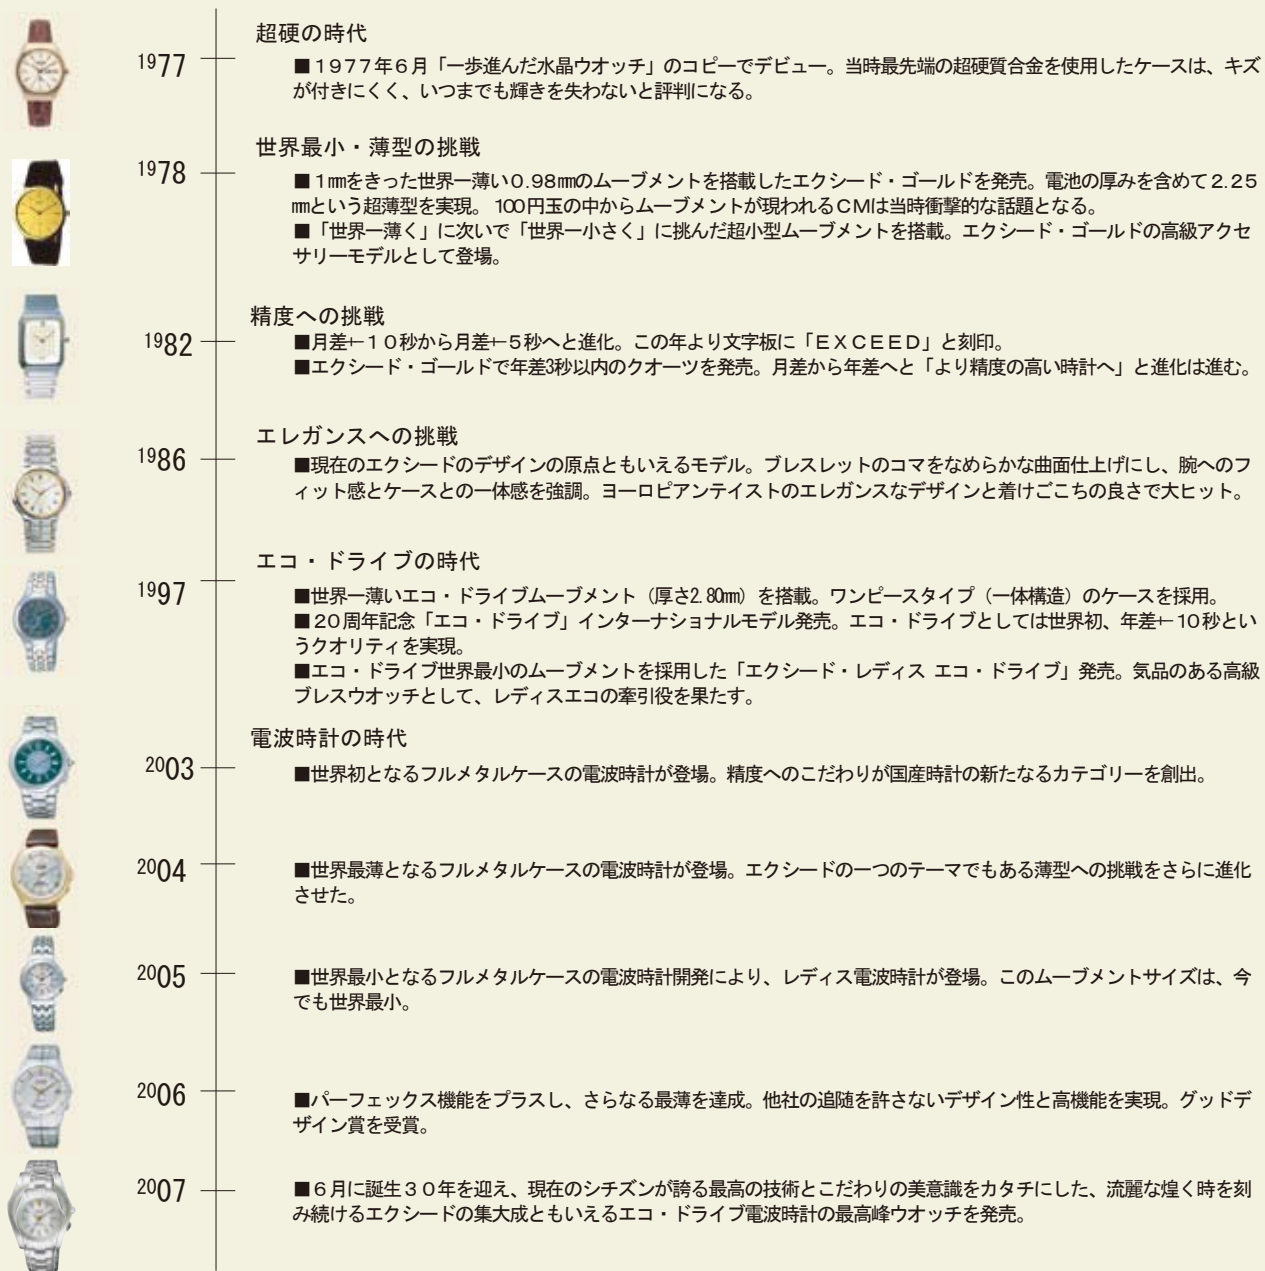 超硬の時代
1977
■1977年6月「一歩進んだ水晶ウオッチ」のコピーでデビュー。当時最先端の超硬質合金を使用したケースは、キズ
が付きにくく、いつまでも輝きを失わないと評判になる。
世界最小・薄型の挑戦
1978
■1㎜をきった世界一薄い0.98㎜のムーブメントを搭載したエクシード・ゴールドを発売。電池の厚みを含めて2.25
㎜という超薄型を実現。100円玉の中からムーブメントが現われるCMは当時衝撃的な話題となる。
■「世界一薄く」に次いで「世界一小さく」に挑んだ超小型ムーブメントを搭載。エクシード・ゴールドの高級アクセ
サリーモデルとして登場。
精度への挑戦
1982
■月差+-10秒から月差+-5秒へと進化。この年より文字板に「EXCEED」と刻印。
■エクシード・ゴールドで年差3秒以内のクオーツを発売。月差から年差へと「より精度の高い時計へ」と進化は進む。
エレガンスへの挑戦
1986
■現在のエクシードのデザインの原点ともいえるモデル。ブレスレットのコマをなめらかな曲面仕上げにし、腕へのフ
ィット感とケースとの一体感を強調。ヨーロピアンテイストのエレガンスなデザインと着けごこちの良さで大ヒット。
エコ・ドライブの時代
1997
■世界一薄いエコ・ドライブムーブメント（厚さ2.80㎜）を搭載。ワンピースタイプ（一体構造）のケースを採用。
■20周年記念「エコ・ドライブ」インターナショナルモデル発売。エコ・ドライブとしては世界初、年差+-10秒とい
うクオリティを実現。
■エコ・ドライブ世界最小のムーブメントを採用した「エクシード・レディス エコ・ドライブ」発売。気品のある高級
ブレスウオッチとして、レディスエコの牽引役を果たす。
電波時計の時代
2003
■世界初となるフルメタルケースの電波時計が登場。精度へのこだわりが国産時計の新たなるカテゴリーを創出。
2004
■世界最薄となるフルメタルケースの電波時計が登場。エクシードの一つのテーマでもある薄型への挑戦をさらに進化
させた。
2005
■世界最小となるフルメタルケースの電波時計開発により、レディス電波時計が登場。このムーブメントサイズは、今
でも世界最小。
2006
■パーフェックス機能をプラスし、さらなる最薄を達成。他社の追随を許さないデザイン性と高機能を実現。グッドデ
ザイン賞を受賞。
2007
■6月に誕生30年を迎え、現在のシチズンが誇る最高の技術とこだわりの美意識をカタチにした、流麗な煌く時を刻
み続けるエクシードの集大成ともいえるエコ・ドライブ電波時計の最高峰ウオッチを発売。